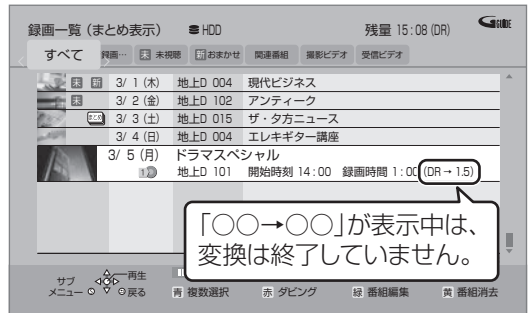 録画一覧 (まとめ表示) HDD 残量 15:08 (DR) G GUIDE
すべて 録画… 未 未視聴 新 おまかせ 関連番組 撮影ビデオ 受信ビデオ
未 新 3/ 1 (木) 地上D 004 現代ビジネス
未 3/ 2 (金) 地上D 102 アンティーク
まとめ 3/ 3 (土) 地上D 015 ザ・夕方ニュース
3/ 4 (日) 地上D 004 エレキギター講座
3/ 5 (月) ドラマスペシャル
1 地上D 101 開始時刻 14:00 録画時間 1:00 (DR→1.5)
「○○→○○」が表示中は、
変換は終了していません。
サブ 再生
メニュー 戻る 青 複数選択 赤 ダビング 緑 番組編集 黄 番組消去